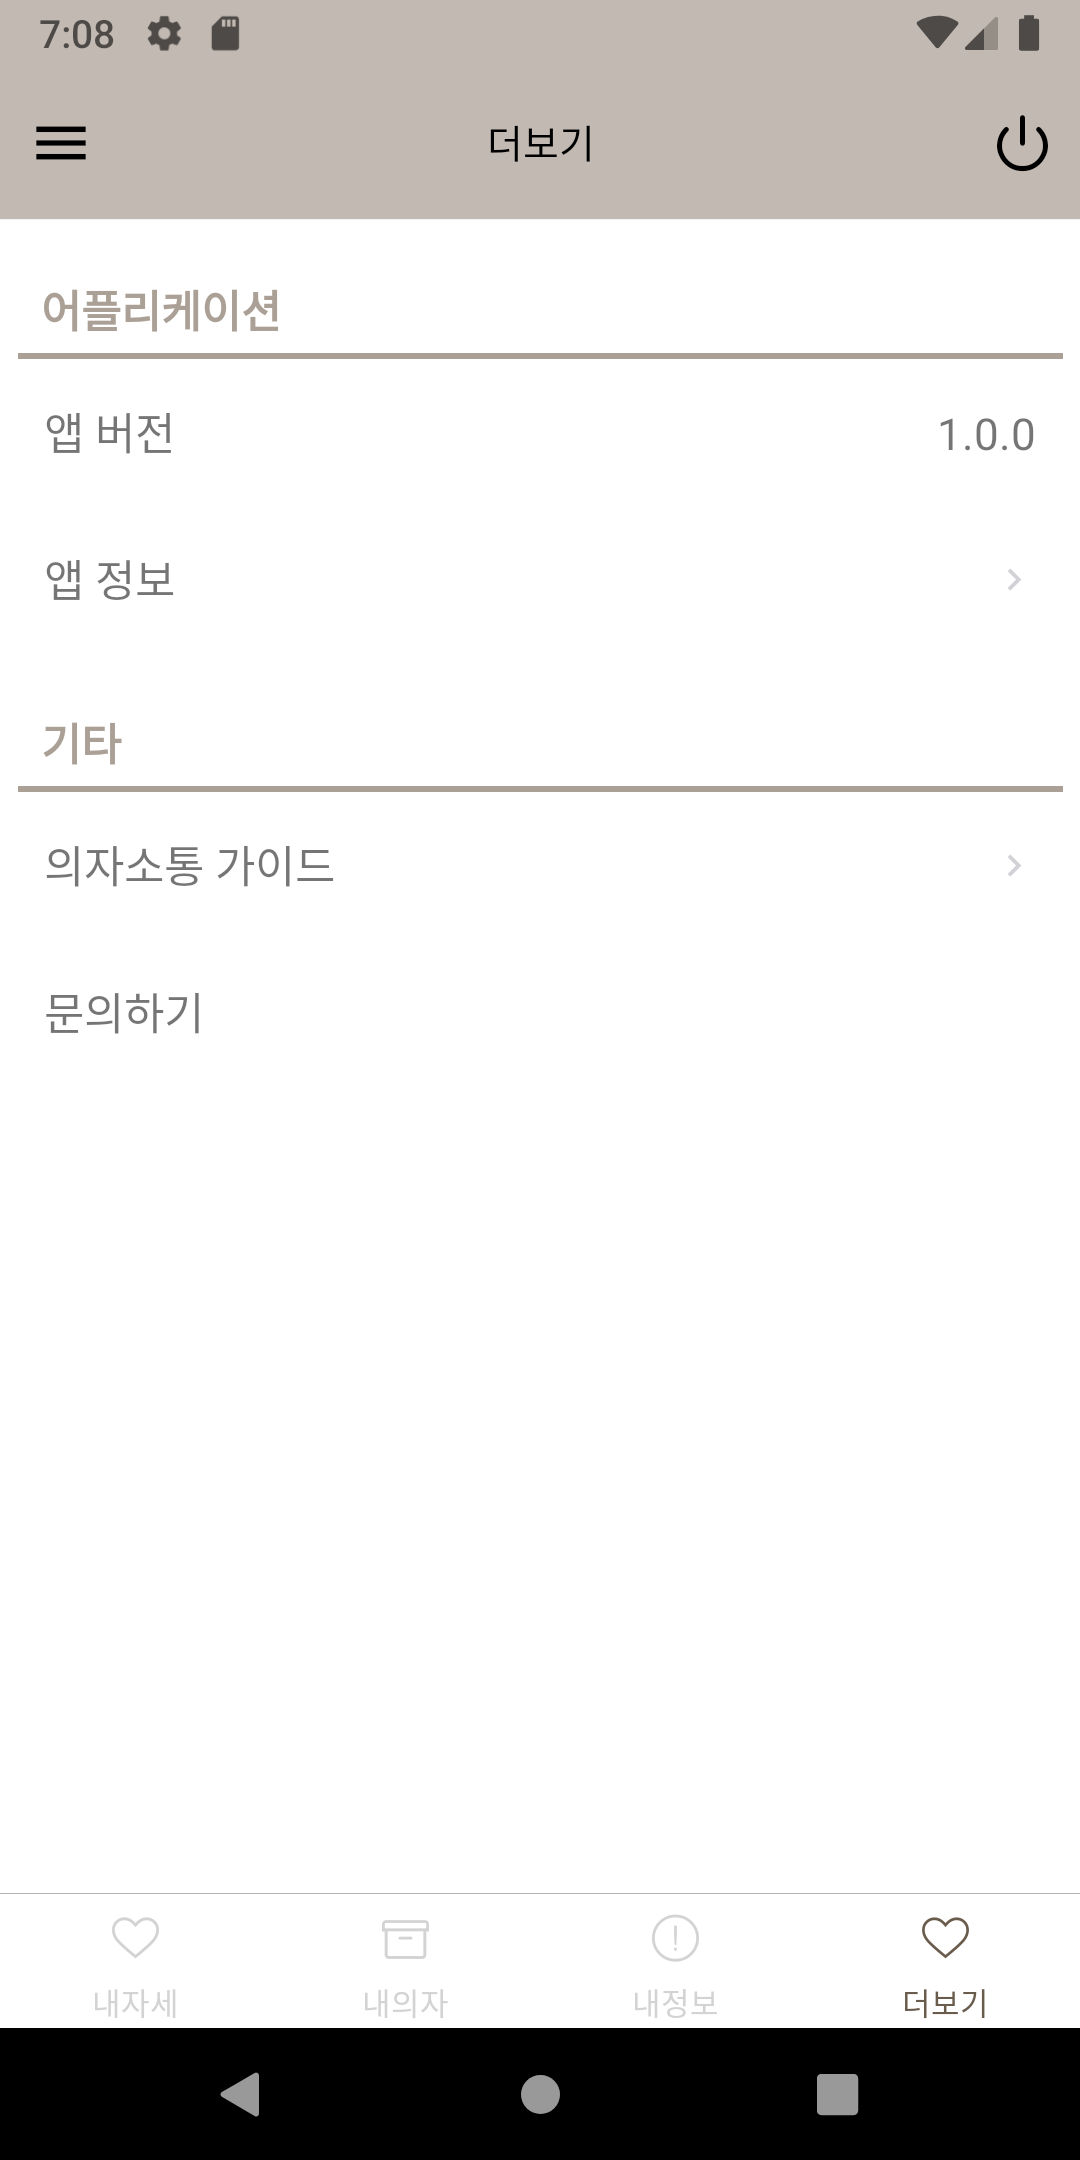 7:08
더보기
어플리케이션
앱 버전 1.0.0
앱 정보
기타
의자소통 가이드
문의하기
내자세 내의자 내정보 더보기